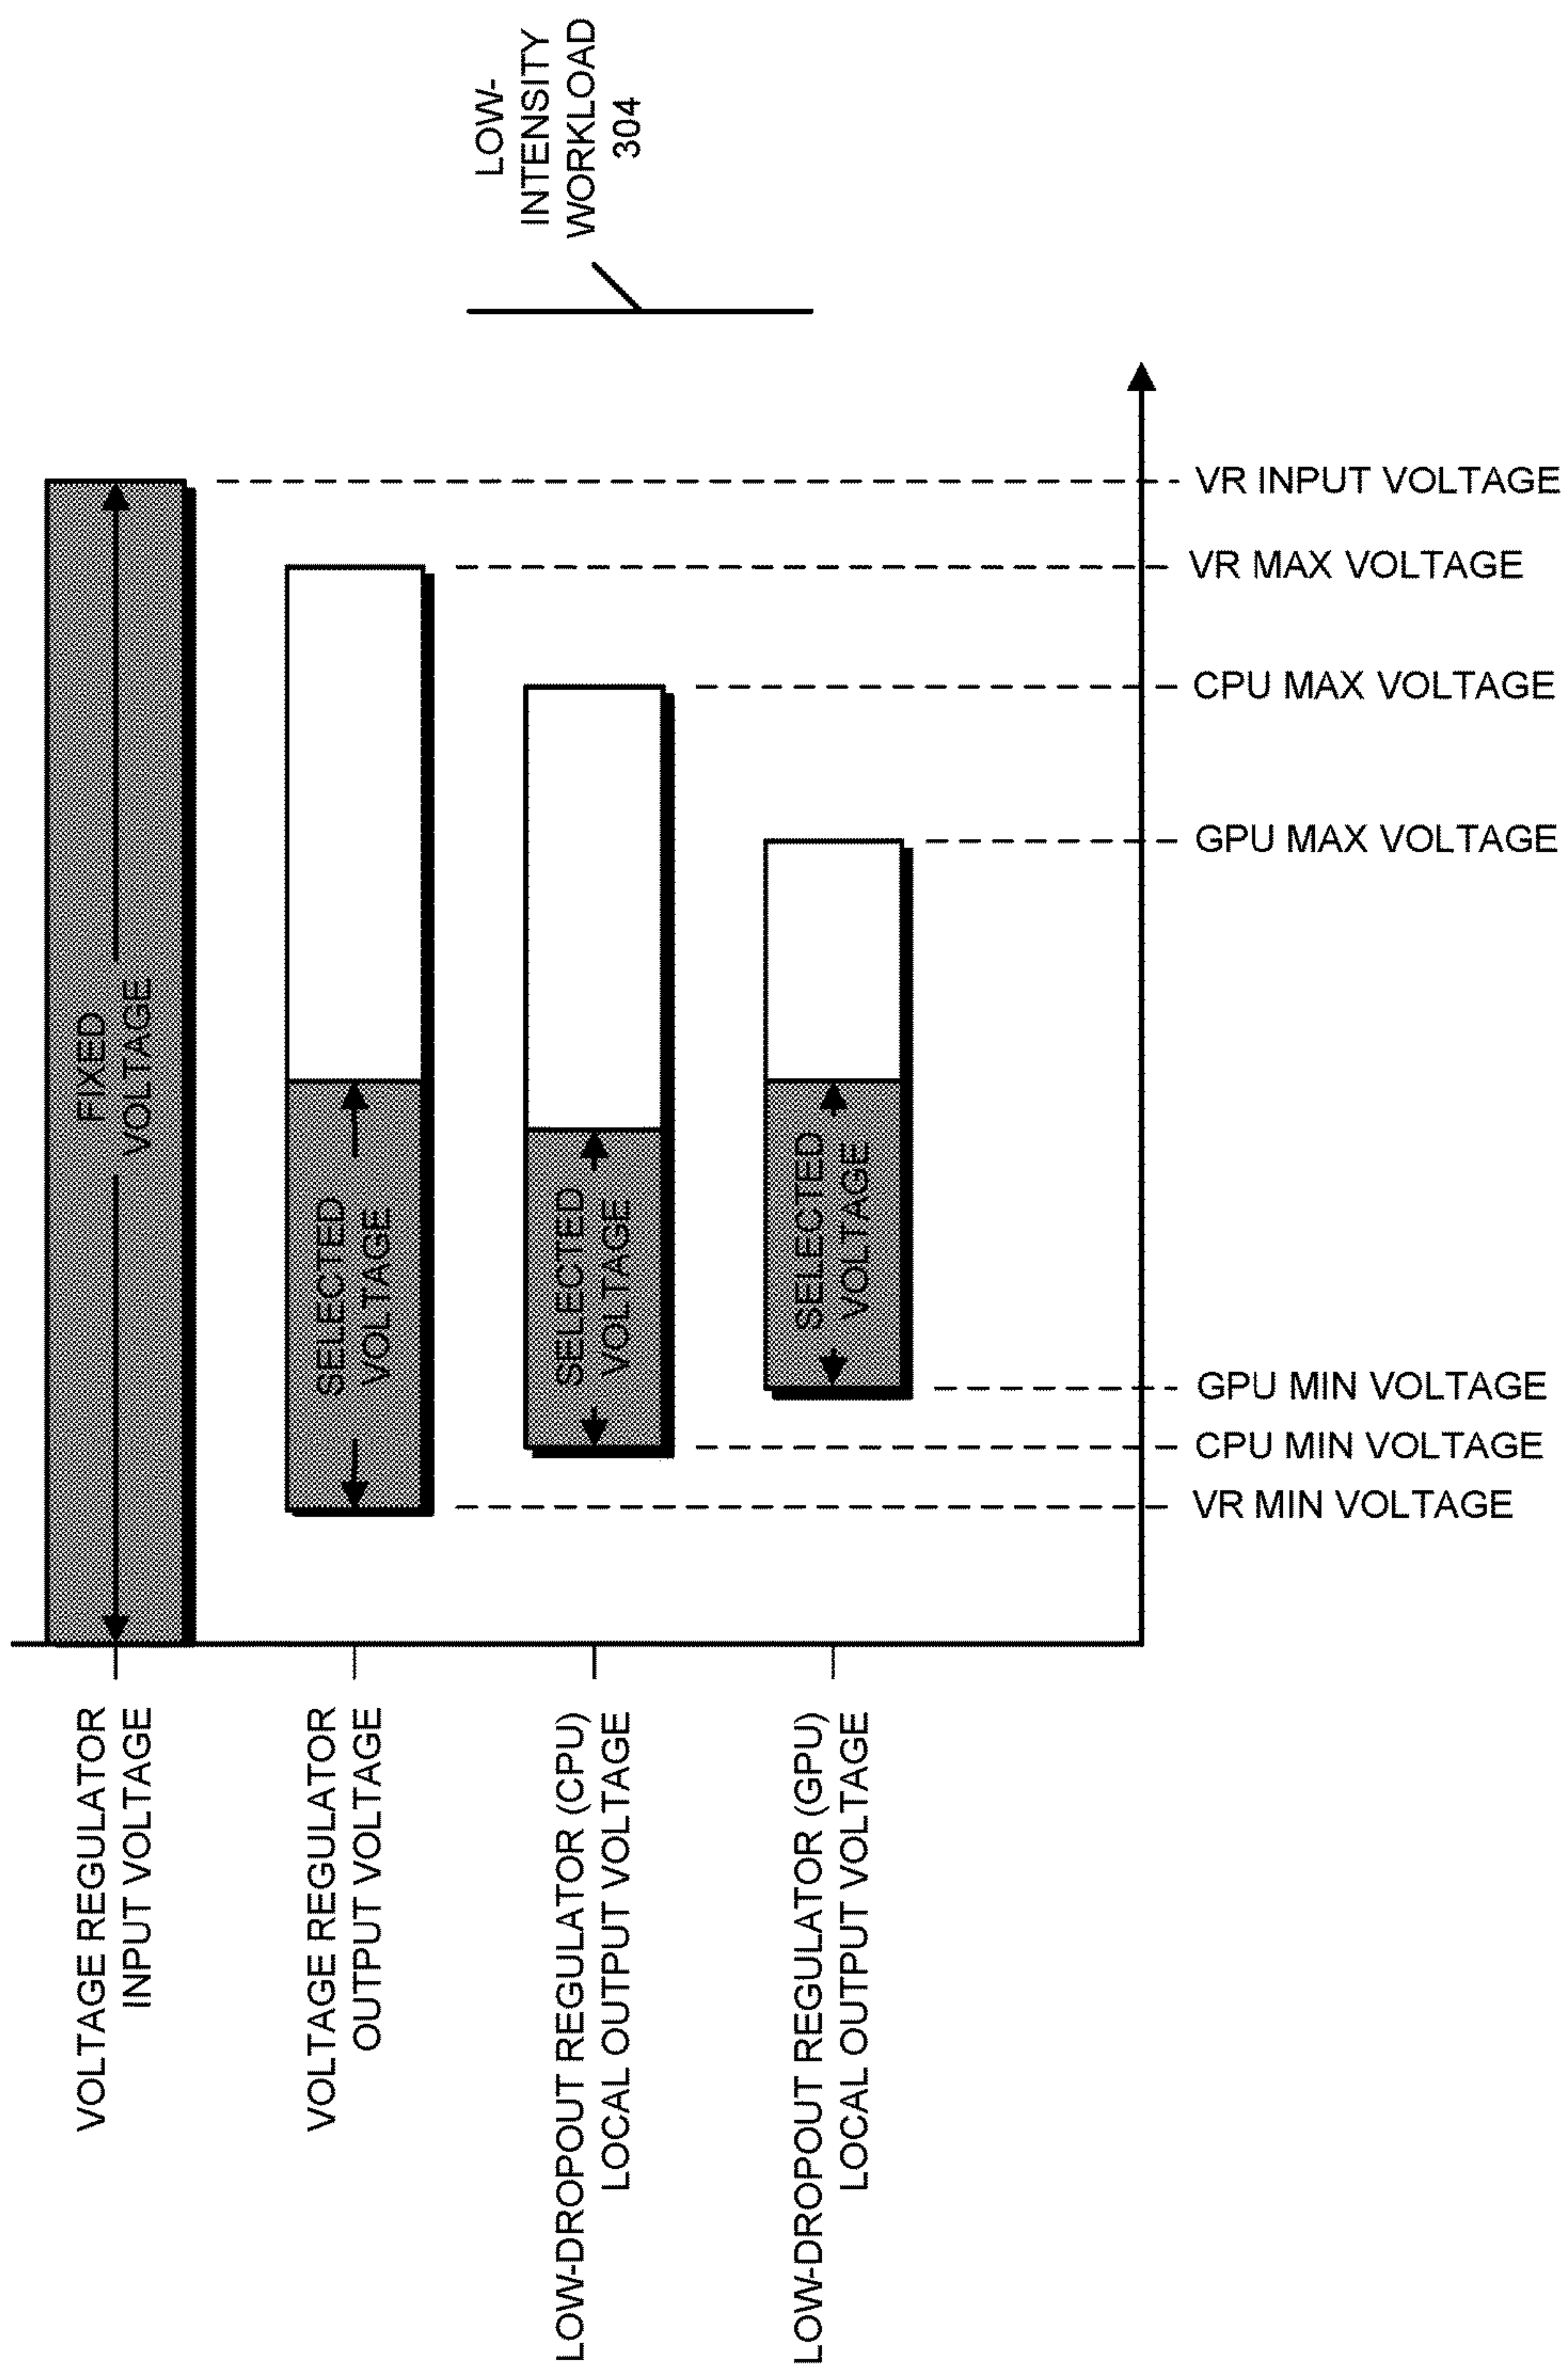 LOW-
INTENSITY
WORKLOAD
304
FIXED
VOLTAGE
SELECTED
VOLTAGE
SELECTED
VOLTAGE
SELECTED
VOLTAGE
VR INPUT VOLTAGE
VR MAX VOLTAGE
CPU MAX VOLTAGE
GPU MAX VOLTAGE
GPU MIN VOLTAGE
CPU MIN VOLTAGE
VR MIN VOLTAGE
VOLTAGE REGULATOR
INPUT VOLTAGE
VOLTAGE REGULATOR
OUTPUT VOLTAGE
LOW-DROPOUT REGULATOR (CPU)
LOCAL OUTPUT VOLTAGE
LOW-DROPOUT REGULATOR (GPU)
LOCAL OUTPUT VOLTAGE